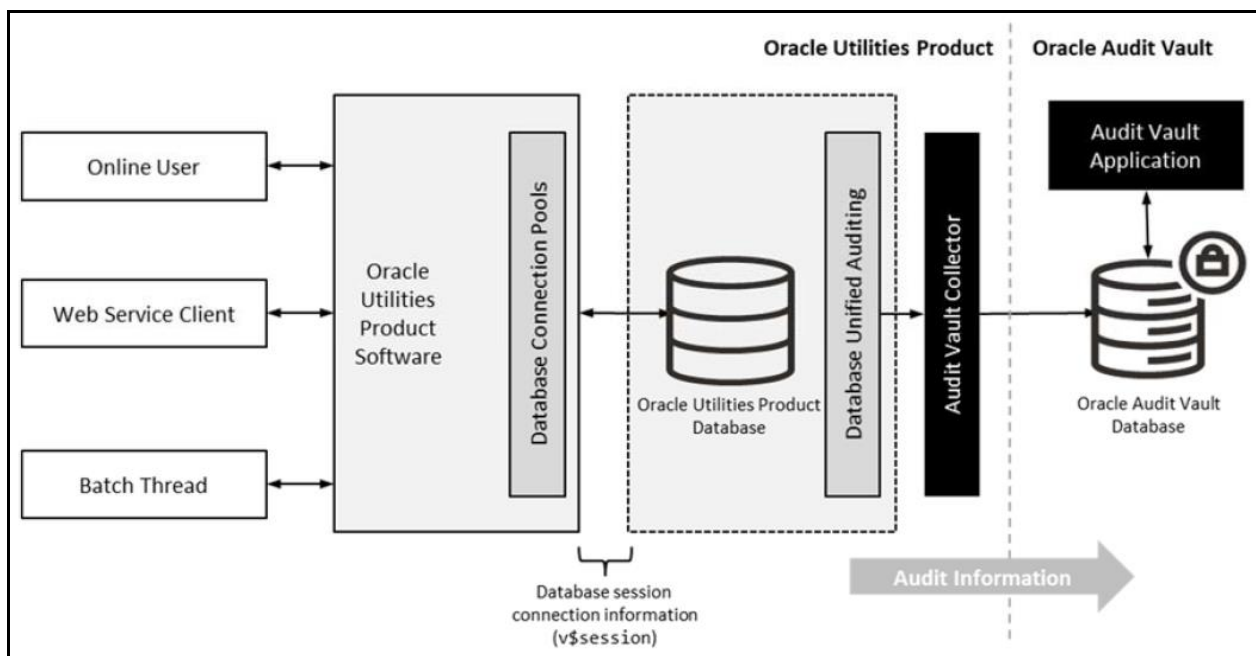 Oracle Utilities Product
Oracle Audit Vault
Online User
Web Service Client
Batch Thread
Oracle
Utilities
Product
Software
Database Connection Pools
Database session
connection information
(v$session)
Oracle Utilities Product
Database
Database Unified Auditing
Audit Vault Collector
Audit Vault
Application
Oracle Audit Vault
Database
Audit Information